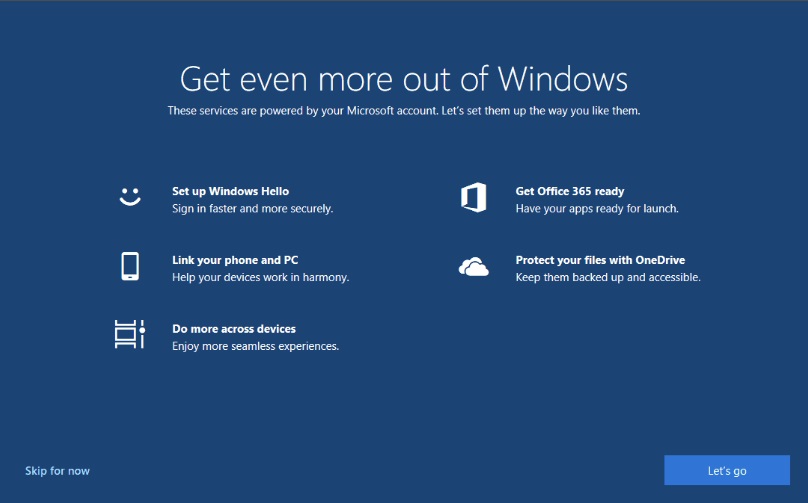 Get even more out of Windows
These services are powered by your Microsoft account. Let's set them up the way you like them.
Set up Windows Hello
Sign in faster and more securely.
Link your phone and PC
Help your devices work in harmony.
Do more across devices
Enjoy more seamless experiences.
Get Office 365 ready
Have your apps ready for launch.
Protect your files with OneDrive
Keep them backed up and accessible.
Skip for now
Let's go